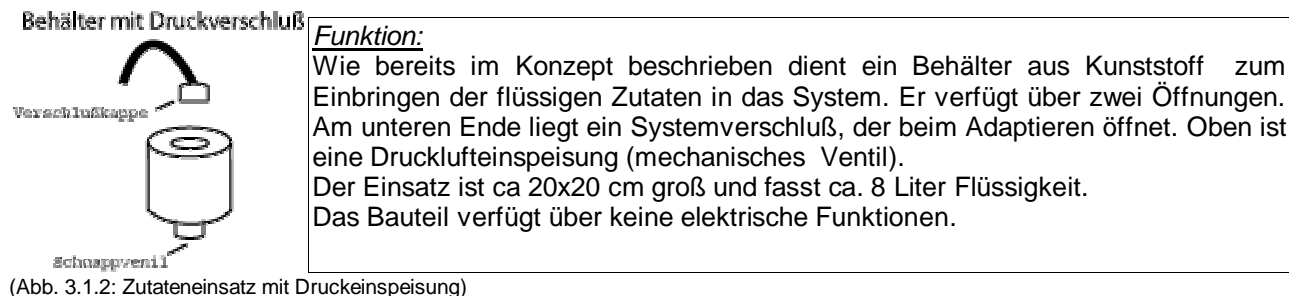 Behälter mit Druckverschluß
Verschlußkappe
Schnappvenil
Funktion:
Wie bereits im Konzept beschrieben dient ein Behälter aus Kunststoff zum
Einbringen der flüssigen Zutaten in das System. Er verfügt über zwei Öffnungen.
Am unteren Ende liegt ein Systemverschluß, der beim Adaptieren öffnet. Oben ist
eine Drucklufteinspeisung (mechanisches Ventil).
Der Einsatz ist ca 20x20 cm groß und fasst ca. 8 Liter Flüssigkeit.
Das Bauteil verfügt über keine elektrische Funktionen.
(Abb. 3.1.2: Zutateneinsatz mit Druckeinspeisung)